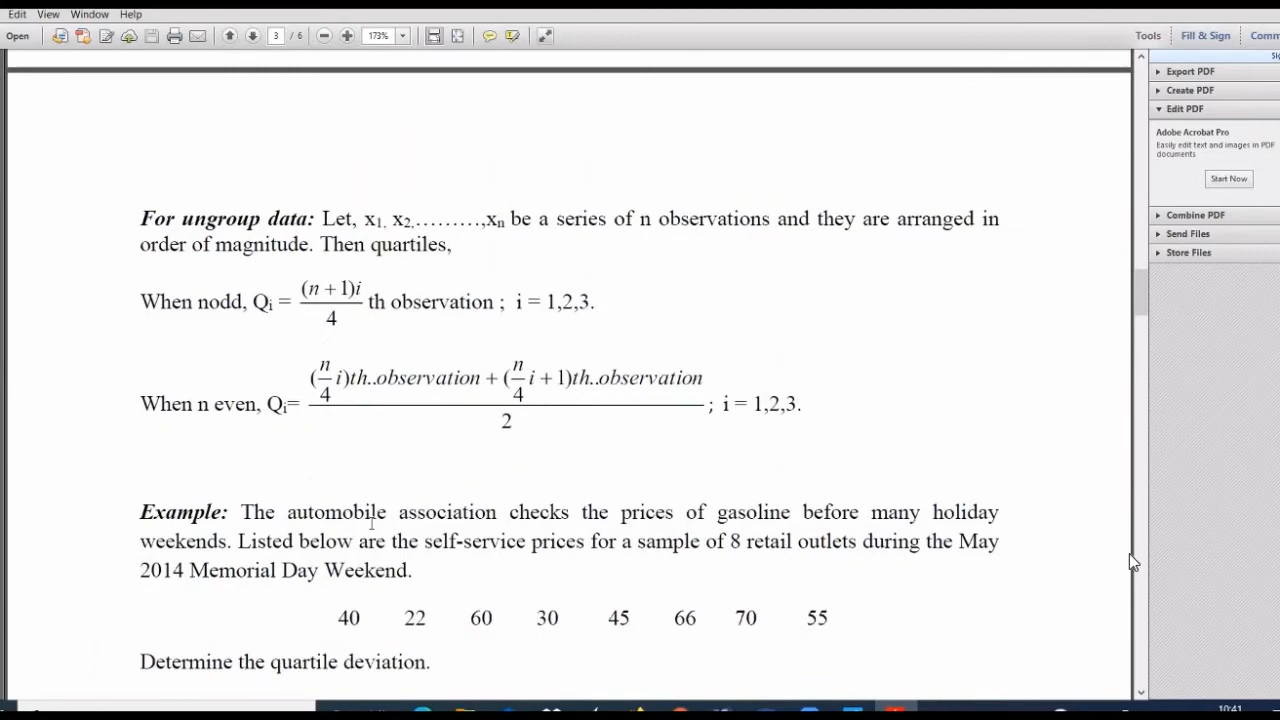 Edit View Window Help
Open 3 / 6 173% Tools Fill & Sign Comm
Export PDF
Create PDF
Edit PDF
Adobe Acrobat Pro
Easily edit text and images in PDF
documents
Start Now
Combine PDF
Send Files
Store Files
For ungroup data: Let, x1, x2,.........,xn be a series of n observations and they are arranged in
order of magnitude. Then quartiles,
When nodd, Qi = (n + 1)i / 4 th observation ; i = 1,2,3.
When n even, Qi= (n/4 i)th..observation + (n/4 i + 1)th..observation / 2 ; i = 1,2,3.
Example: The automobile association checks the prices of gasoline before many holiday
weekends. Listed below are the self-service prices for a sample of 8 retail outlets during the May
2014 Memorial Day Weekend.
40 22 60 30 45 66 70 55
Determine the quartile deviation.
10:41